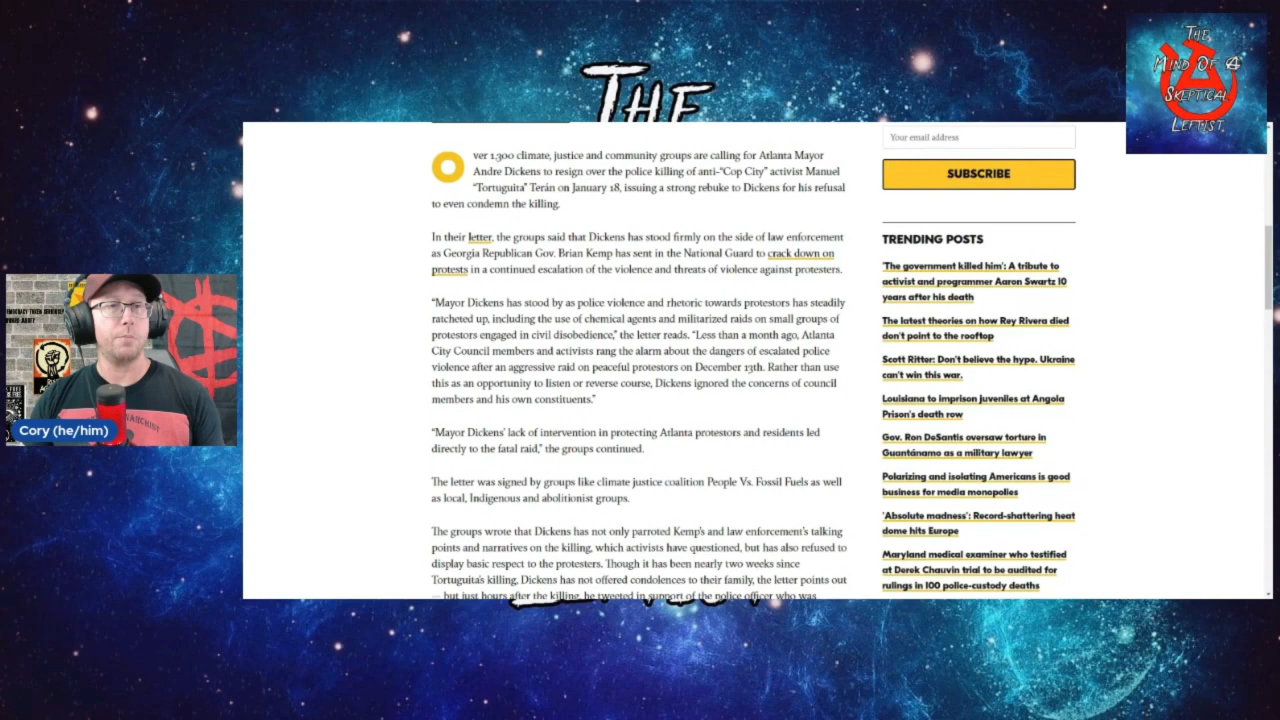 THE
THE
MIND OF A
SKEPTICAL
LEFTIST
Over 1,300 climate, justice and community groups are calling for Atlanta Mayor
Andre Dickens to resign over the police killing of anti-“Cop City” activist Manuel
“Tortuguita” Terán on January 18, issuing a strong rebuke to Dickens for his refusal
to even condemn the killing.
In their letter, the groups said that Dickens has stood firmly on the side of law enforcement
as Georgia Republican Gov. Brian Kemp has sent in the National Guard to crack down on
protests in a continued escalation of the violence and threats of violence against protesters.
“Mayor Dickens has stood by as police violence and rhetoric towards protestors has steadily
ratcheted up, including the use of chemical agents and militarized raids on small groups of
protestors engaged in civil disobedience,” the letter reads. “Less than a month ago, Atlanta
City Council members and activists rang the alarm about the dangers of escalated police
violence after an aggressive raid on peaceful protestors on December 13th. Rather than use
this as an opportunity to listen or reverse course, Dickens ignored the concerns of council
members and his own constituents.”
“Mayor Dickens’ lack of intervention in protecting Atlanta protestors and residents led
directly to the fatal raid,” the groups continued.
The letter was signed by groups like climate justice coalition People Vs. Fossil Fuels as well
as local, Indigenous and abolitionist groups.
The groups wrote that Dickens has not only parroted Kemp’s and law enforcement’s talking
points and narratives on the killing, which activists have questioned, but has also refused to
display basic respect to the protesters. Though it has been nearly two weeks since
Tortuguita’s killing, Dickens has not offered condolences to their family, the letter points out
— but just hours after the killing, he tweeted in support of the police officer who was
Your email address
SUBSCRIBE
TRENDING POSTS
'The government killed him': A tribute to
activist and programmer Aaron Swartz 10
years after his death
The latest theories on how Rey Rivera died
don't point to the rooftop
Scott Ritter: Don't believe the hype. Ukraine
can't win this war.
Louisiana to imprison juveniles at Angola
Prison's death row
Gov. Ron DeSantis oversaw torture in
Guantánamo as a military lawyer
Polarizing and isolating Americans is good
business for media monopolies
'Absolute madness': Record-shattering heat
dome hits Europe
Maryland medical examiner who testified
at Derek Chauvin trial to be audited for
rulings in 100 police-custody deaths
Cory (he/him)